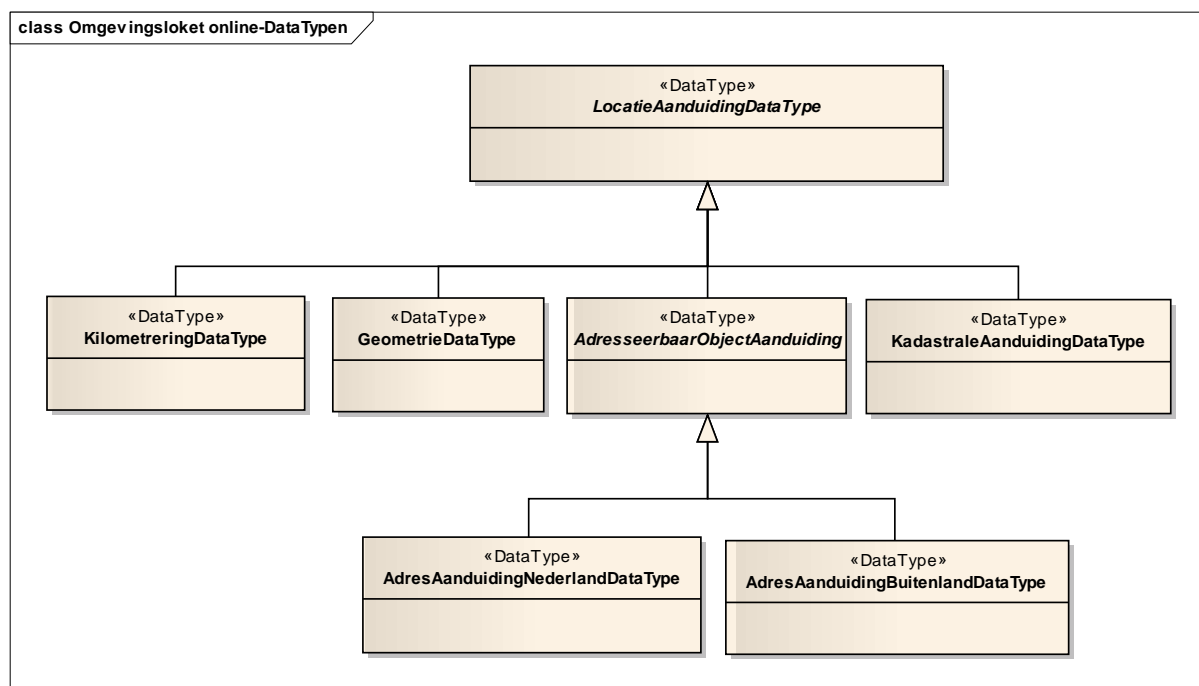 class Omgevingsloket online-DataTypen
«DataType»
LocatieAanduidingDataType
«DataType»
KilometreringDataType
«DataType»
GeometrieDataType
«DataType»
AdresseerbaarObjectAanduiding
«DataType»
KadastraleAanduidingDataType
«DataType»
AdresAanduidingNederlandDataType
«DataType»
AdresAanduidingBuitenlandDataType